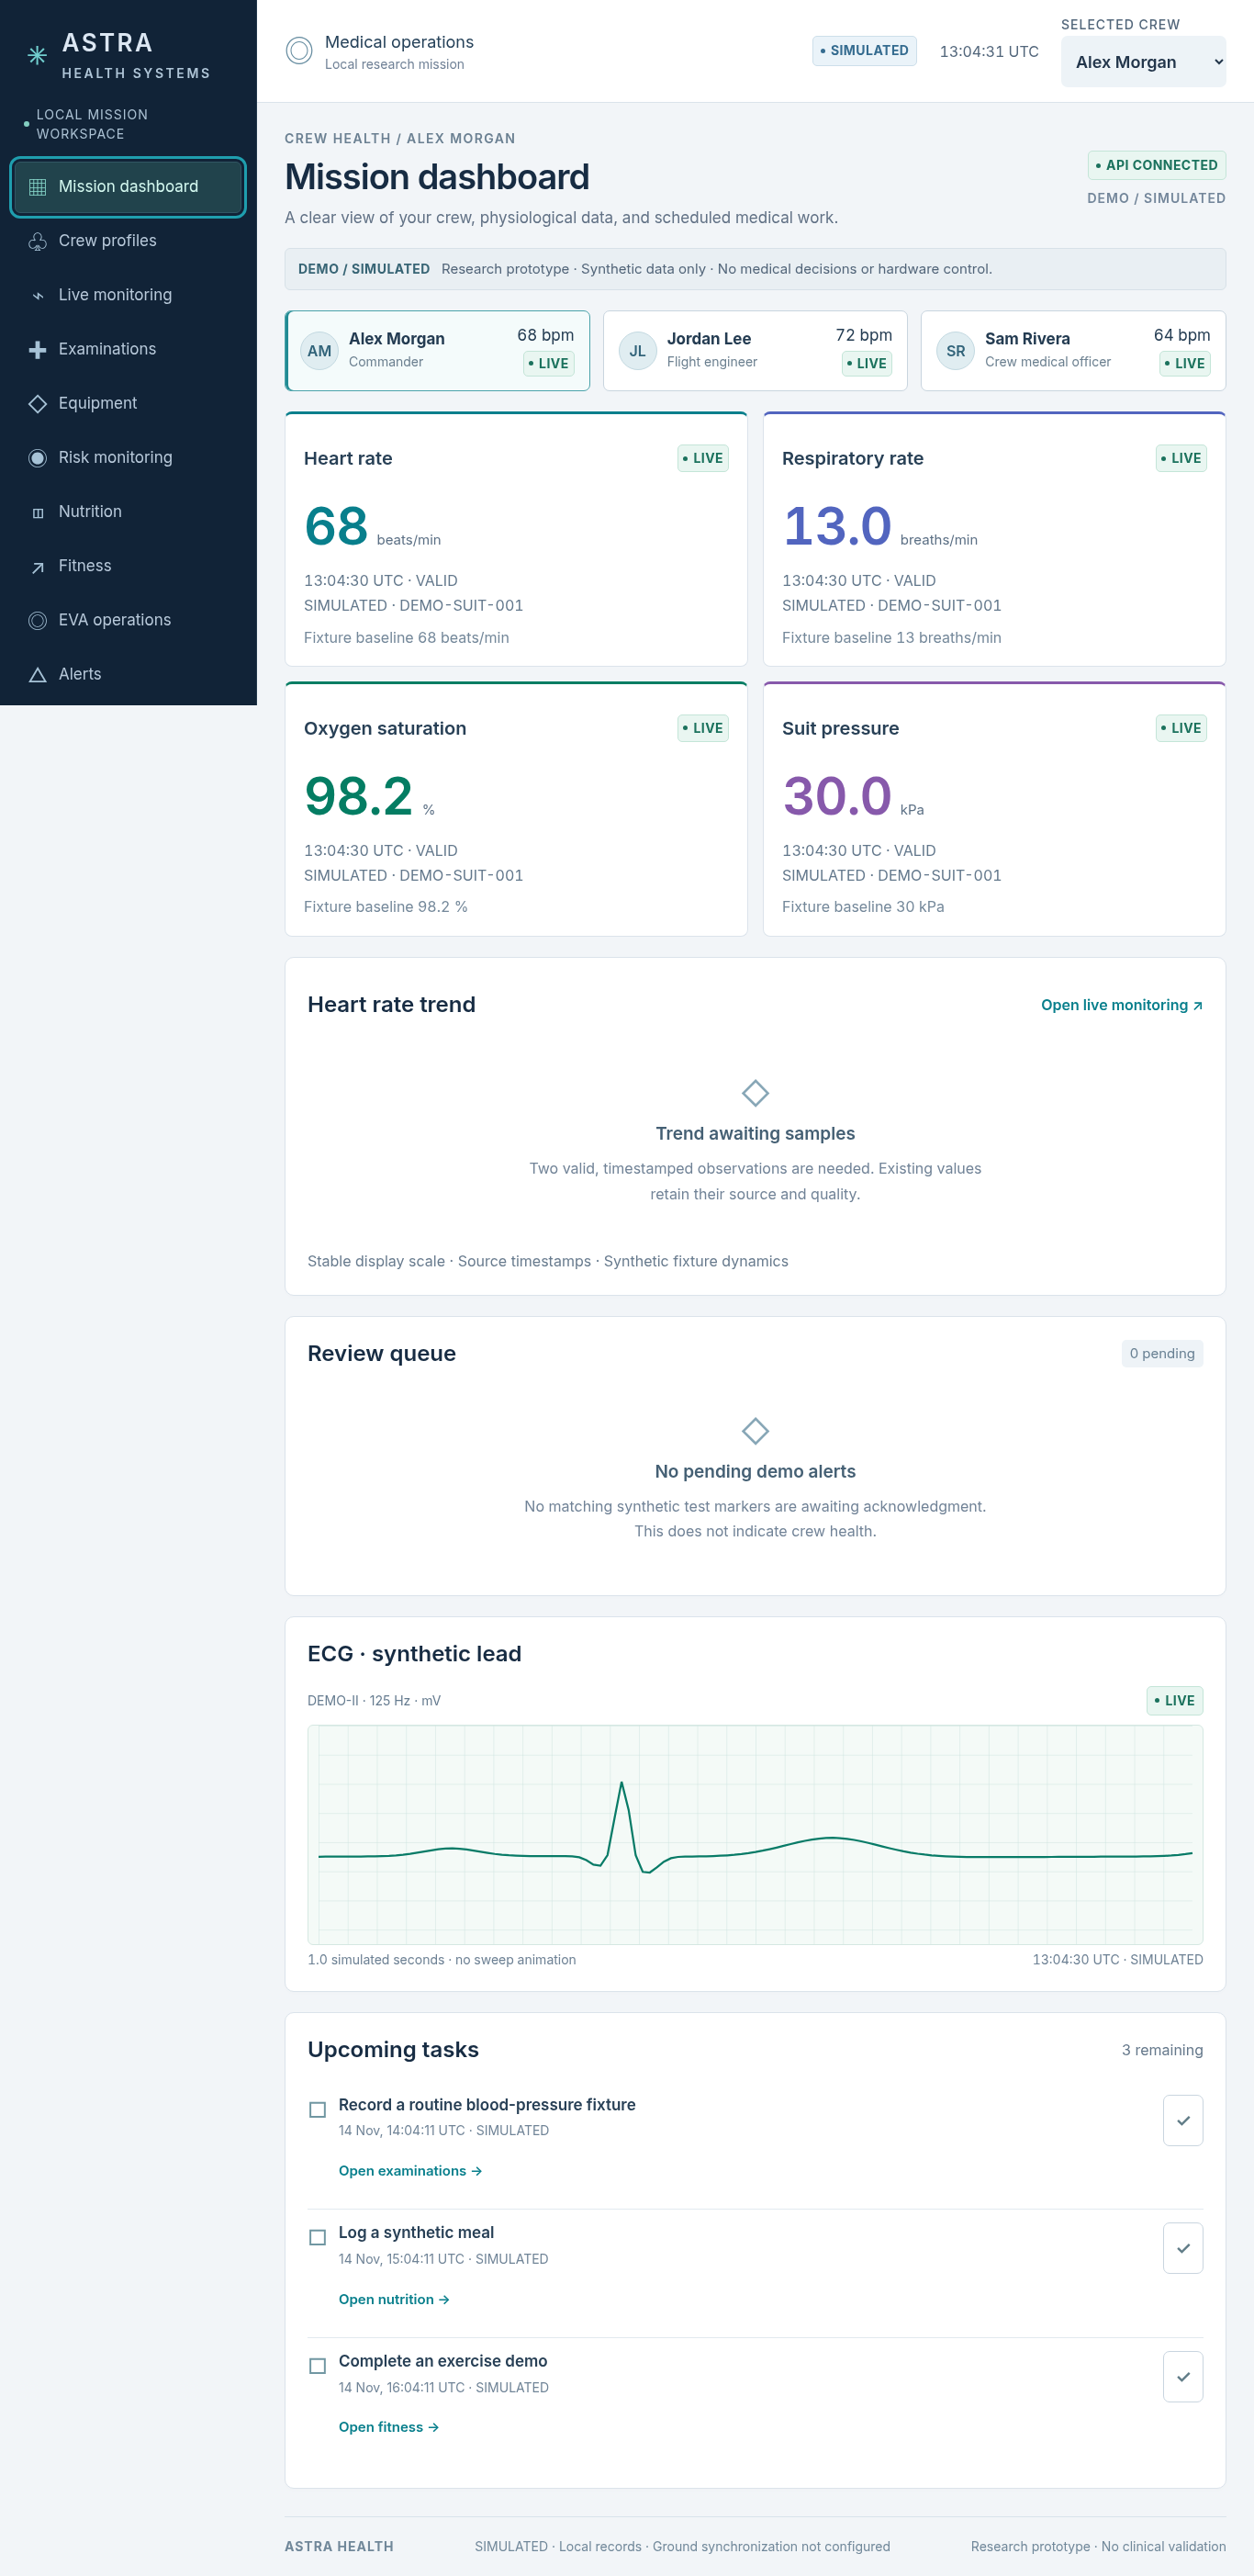 ASTRA
HEALTH SYSTEMS
LOCAL MISSION
WORKSPACE
Mission dashboard
Crew profiles
Live monitoring
Examinations
Equipment
Risk monitoring
Nutrition
Fitness
EVA operations
Alerts
Medical operations
Local research mission
• SIMULATED
13:04:31 UTC
SELECTED CREW
Alex Morgan
CREW HEALTH / ALEX MORGAN
Mission dashboard
A clear view of your crew, physiological data, and scheduled medical work.
• API CONNECTED
DEMO / SIMULATED
DEMO / SIMULATED Research prototype · Synthetic data only · No medical decisions or hardware control.
AM
Alex Morgan
Commander
68 bpm
• LIVE
JL
Jordan Lee
Flight engineer
72 bpm
• LIVE
SR
Sam Rivera
Crew medical officer
64 bpm
• LIVE
Heart rate
• LIVE
68 beats/min
13:04:30 UTC · VALID
SIMULATED · DEMO-SUIT-001
Fixture baseline 68 beats/min
Respiratory rate
• LIVE
13.0 breaths/min
13:04:30 UTC · VALID
SIMULATED · DEMO-SUIT-001
Fixture baseline 13 breaths/min
Oxygen saturation
• LIVE
98.2 %
13:04:30 UTC · VALID
SIMULATED · DEMO-SUIT-001
Fixture baseline 98.2 %
Suit pressure
• LIVE
30.0 kPa
13:04:30 UTC · VALID
SIMULATED · DEMO-SUIT-001
Fixture baseline 30 kPa
Heart rate trend
Open live monitoring ↗
Trend awaiting samples
Two valid, timestamped observations are needed. Existing values
retain their source and quality.
Stable display scale · Source timestamps · Synthetic fixture dynamics
Review queue
0 pending
No pending demo alerts
No matching synthetic test markers are awaiting acknowledgment.
This does not indicate crew health.
ECG · synthetic lead
DEMO-II · 125 Hz · mV
• LIVE
1.0 simulated seconds · no sweep animation
13:04:30 UTC · SIMULATED
Upcoming tasks
3 remaining
Record a routine blood-pressure fixture
14 Nov, 14:04:11 UTC · SIMULATED
Open examinations →
Log a synthetic meal
14 Nov, 15:04:11 UTC · SIMULATED
Open nutrition →
Complete an exercise demo
14 Nov, 16:04:11 UTC · SIMULATED
Open fitness →
ASTRA HEALTH
SIMULATED · Local records · Ground synchronization not configured
Research prototype · No clinical validation